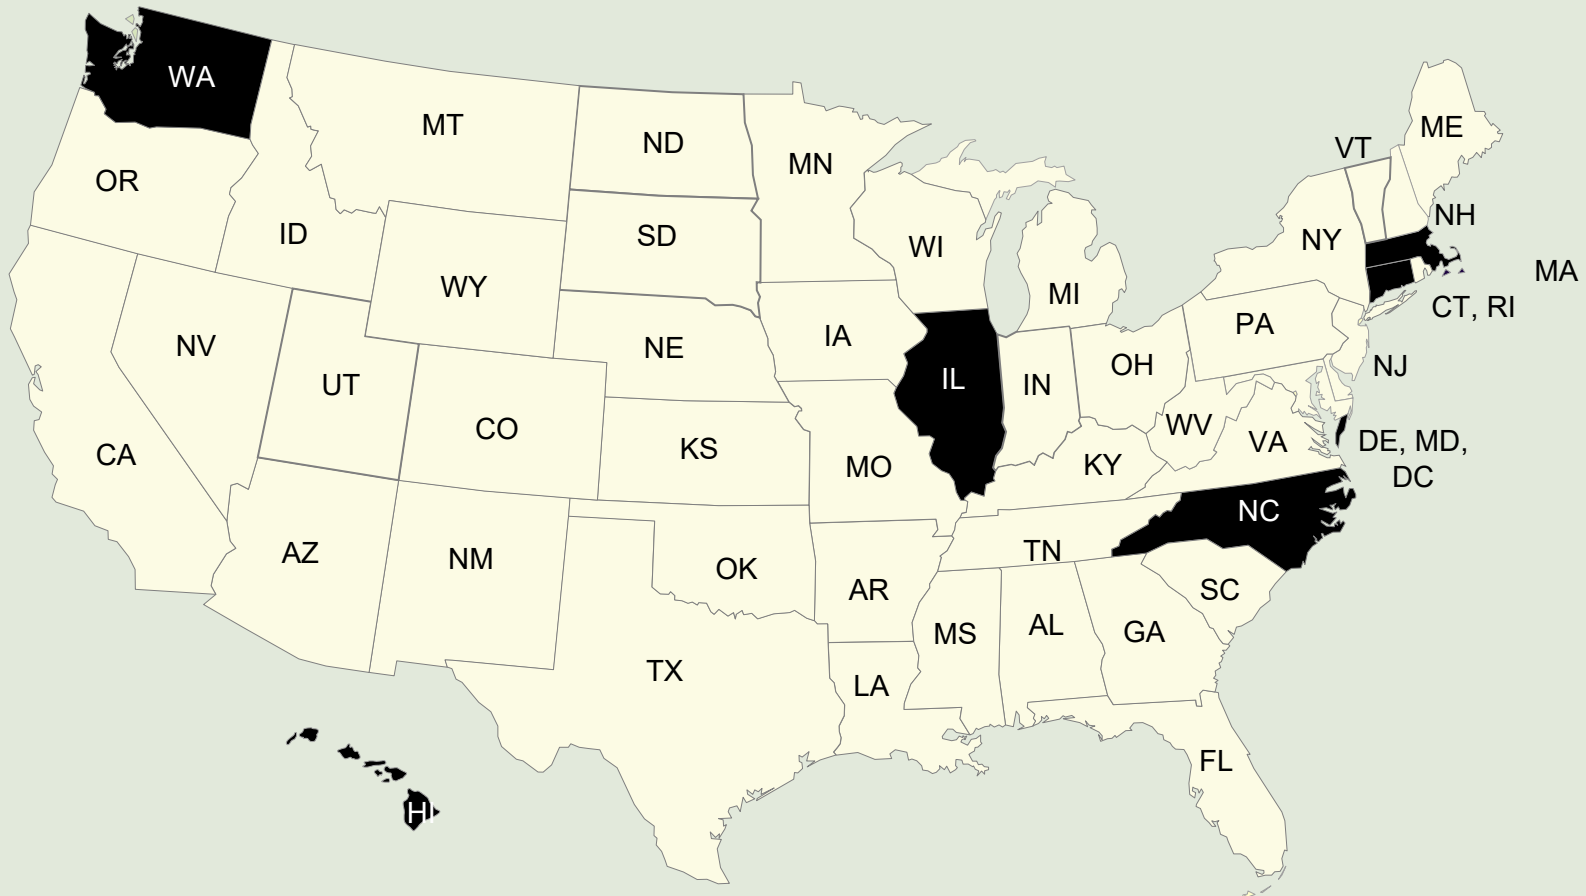 WA
MT
ND
MN
ME
VT
OR
ID
SD
WI
NY
NH
WY
MI
MA
CT, RI
NV
UT
NE
IA
PA
NJ
IL
IN
OH
CA
CO
KS
MO
KY
WV
VA
DE, MD,
DC
NC
AZ
NM
OK
AR
TN
SC
TX
LA
MS
AL
GA
FL
HI